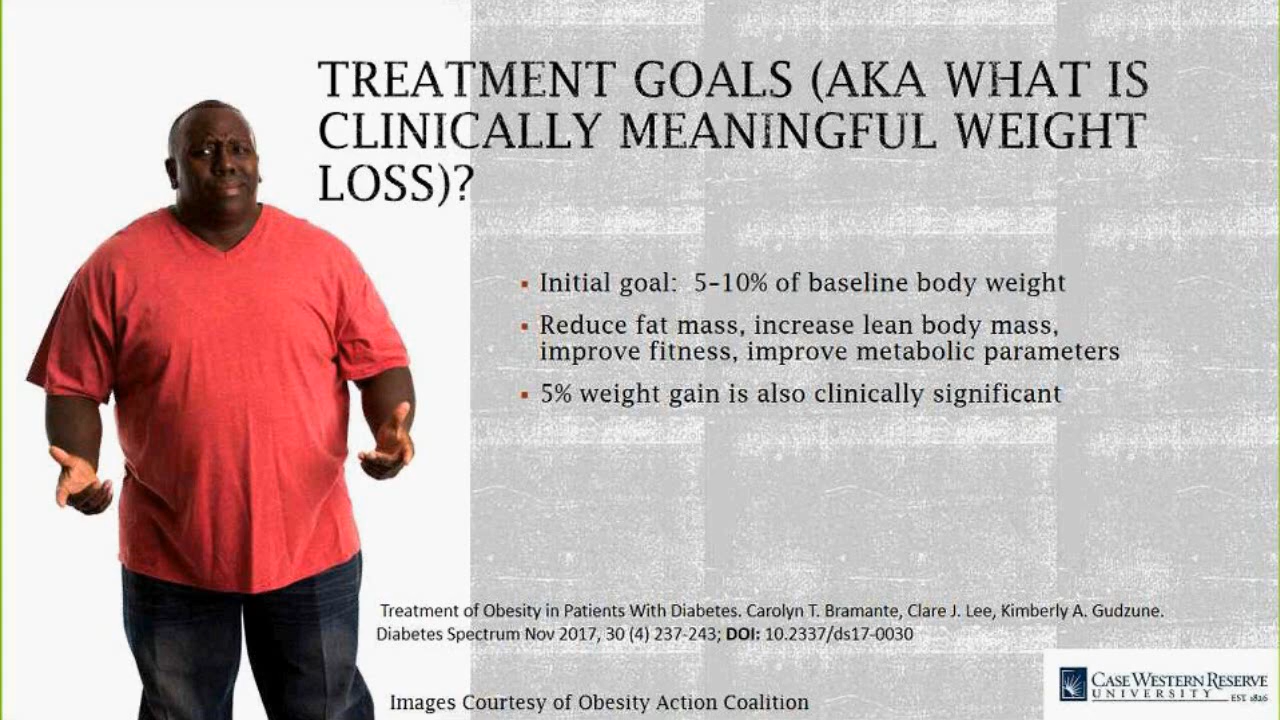 TREATMENT GOALS (AKA WHAT IS
CLINICALLY MEANINGFUL WEIGHT
LOSS)?
▪ Initial goal: 5-10% of baseline body weight
▪ Reduce fat mass, increase lean body mass,
improve fitness, improve metabolic parameters
▪ 5% weight gain is also clinically significant
Treatment of Obesity in Patients With Diabetes. Carolyn T. Bramante, Clare J. Lee, Kimberly A. Gudzune.
Diabetes Spectrum Nov 2017, 30 (4) 237-243; DOI: 10.2337/ds17-0030
Images Courtesy of Obesity Action Coalition
CASE WESTERN RESERVE
UNIVERSITY EST. 1826